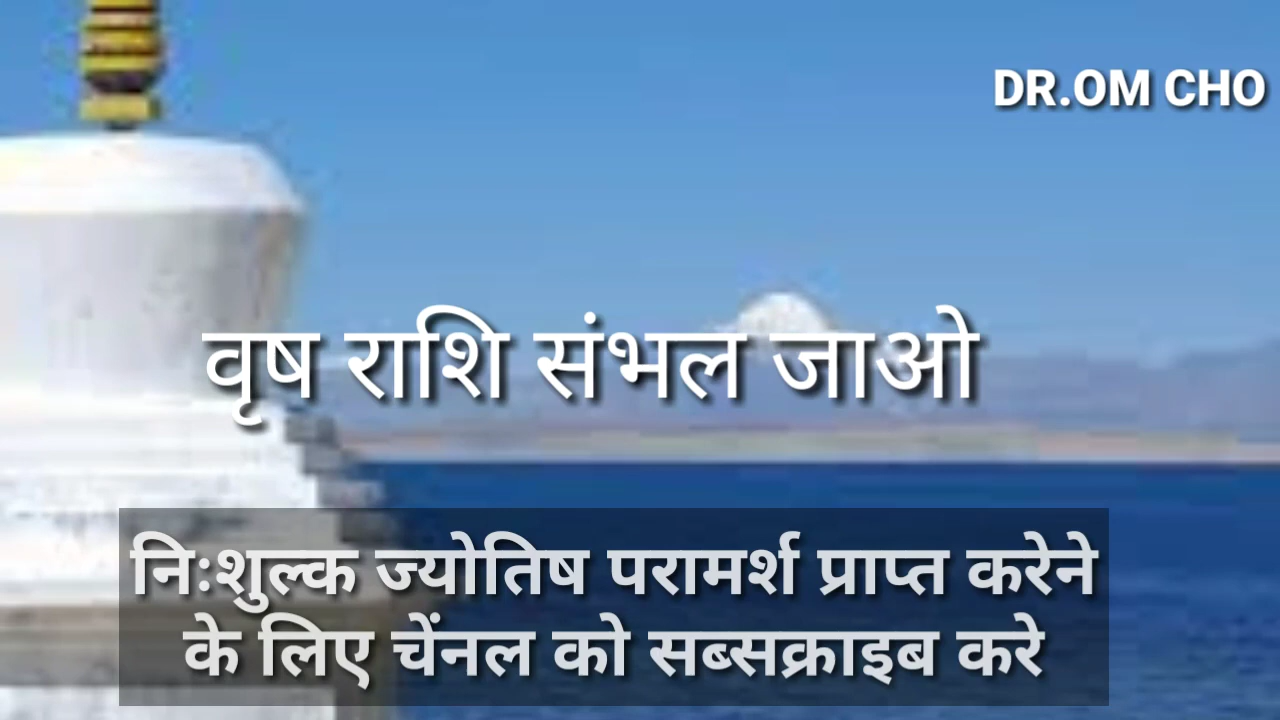 DR.OM CHO
वृष राशि संभल जाओ
निःशुल्क ज्योतिष परामर्श प्राप्त करेने
के लिए चेंनल को सब्सक्राइब करे